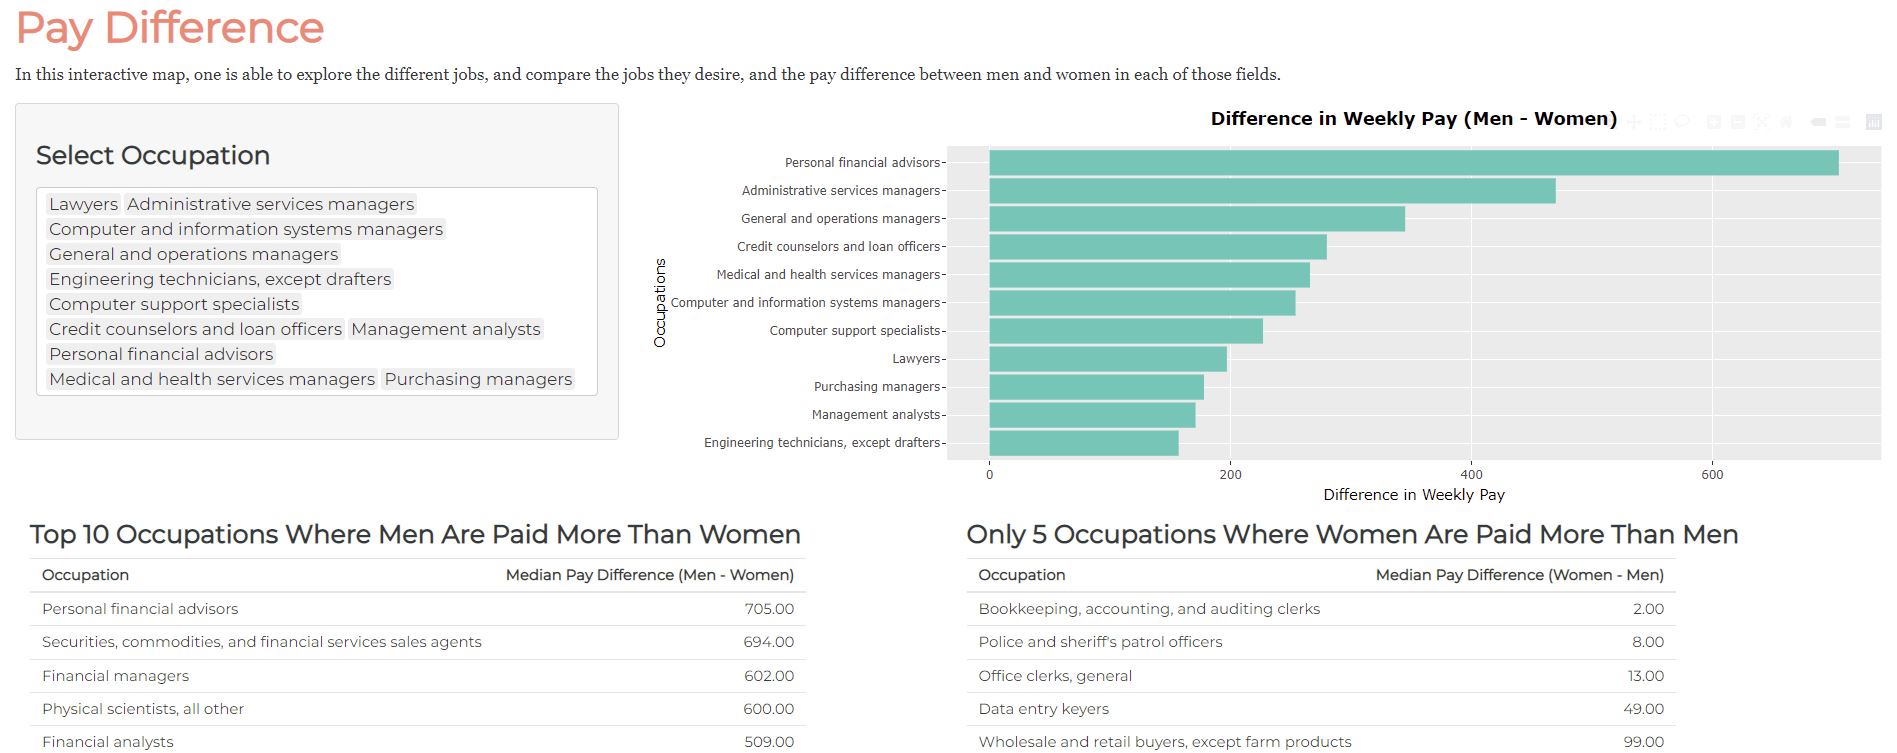 Pay Difference
In this interactive map, one is able to explore the different jobs, and compare the jobs they desire, and the pay difference between men and women in each of those fields.
Select Occupation
Lawyers Administrative services managers
Computer and information systems managers
General and operations managers
Engineering technicians, except drafters
Computer support specialists
Credit counselors and loan officers Management analysts
Personal financial advisors
Medical and health services managers Purchasing managers
Difference in Weekly Pay (Men - Women)
Occupations
Personal financial advisors
Administrative services managers
General and operations managers
Credit counselors and loan officers
Medical and health services managers
Computer and information systems managers
Computer support specialists
Lawyers
Purchasing managers
Management analysts
Engineering technicians, except drafters
0 200 400 600
Difference in Weekly Pay
Top 10 Occupations Where Men Are Paid More Than Women
Occupation Median Pay Difference (Men - Women)
Personal financial advisors 705.00
Securities, commodities, and financial services sales agents 694.00
Financial managers 602.00
Physical scientists, all other 600.00
Financial analysts 509.00
Only 5 Occupations Where Women Are Paid More Than Men
Occupation Median Pay Difference (Women - Men)
Bookkeeping, accounting, and auditing clerks 2.00
Police and sheriff's patrol officers 8.00
Office clerks, general 13.00
Data entry keyers 49.00
Wholesale and retail buyers, except farm products 99.00